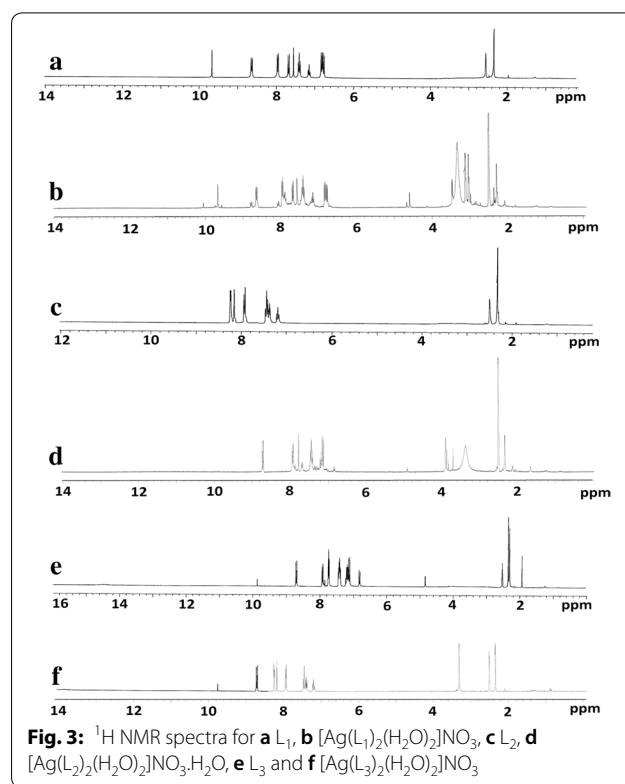 a
14 12 10 8 6 4 2 ppm
b
14 12 10 8 6 4 2 ppm
c
12 10 8 6 4 2 ppm
d
14 12 10 8 6 4 2 ppm
e
16 14 12 10 8 6 4 2 ppm
f
14 12 10 8 6 4 2 ppm
Fig. 3: ¹H NMR spectra for a L₁, b [Ag(L₁)₂(H₂O)₂]NO₃, c L₂, d
[Ag(L₂)₂(H₂O)₂]NO₃.H₂O, e L₃ and f [Ag(L₃)₂(H₂O)₂]NO₃